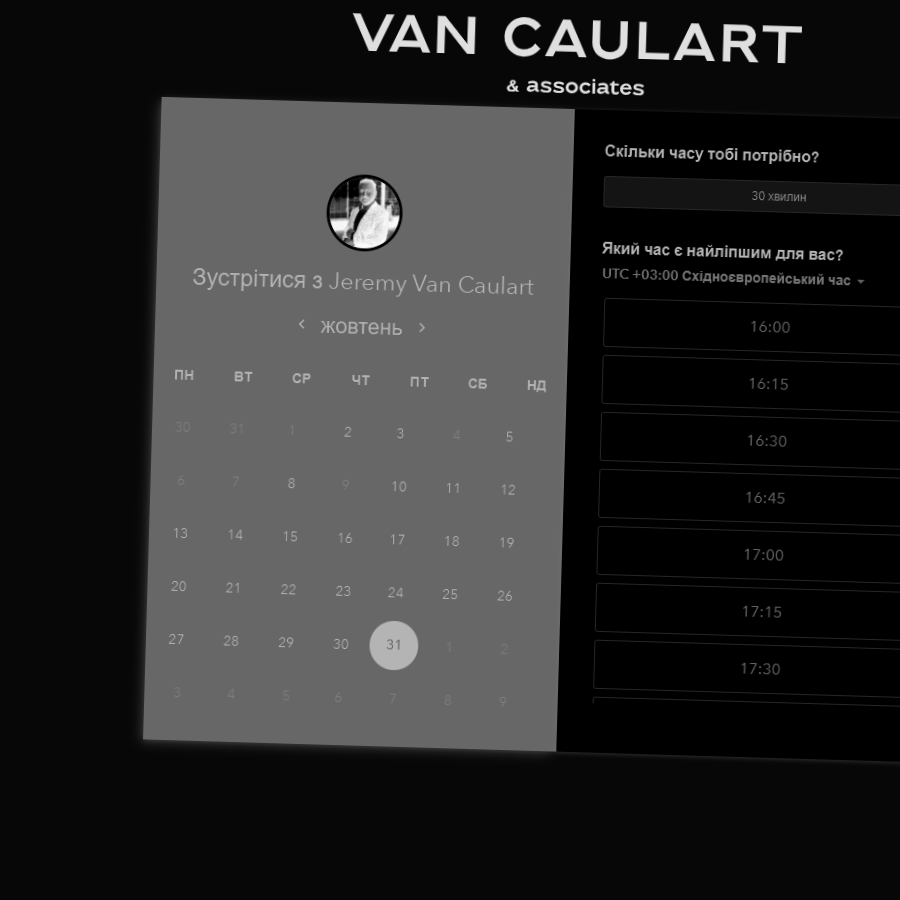 VAN CAULART
& associates
Зустрітися з Jeremy Van Caulart
жовтень
ПН ВТ СР ЧТ ПТ СБ НД
30 31 1 2 3 4 5
6 7 8 9 10 11 12
13 14 15 16 17 18 19
20 21 22 23 24 25 26
27 28 29 30 31 1 2
3 4 5 6 7 8 9
Скільки часу тобі потрібно?
30 хвилин
Який час є найліпшим для вас?
UTC +03:00 Східноєвропейський час
16:00
16:15
16:30
16:45
17:00
17:15
17:30